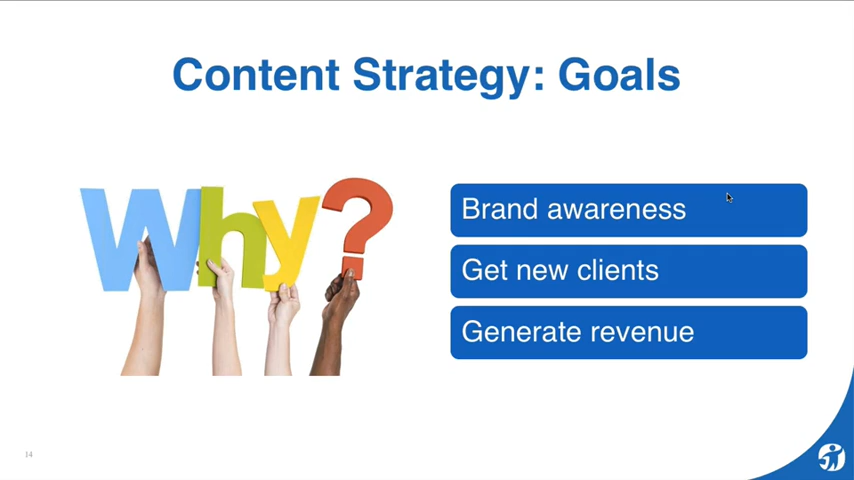 Content Strategy: Goals
Why?
Brand awareness
Get new clients
Generate revenue
14